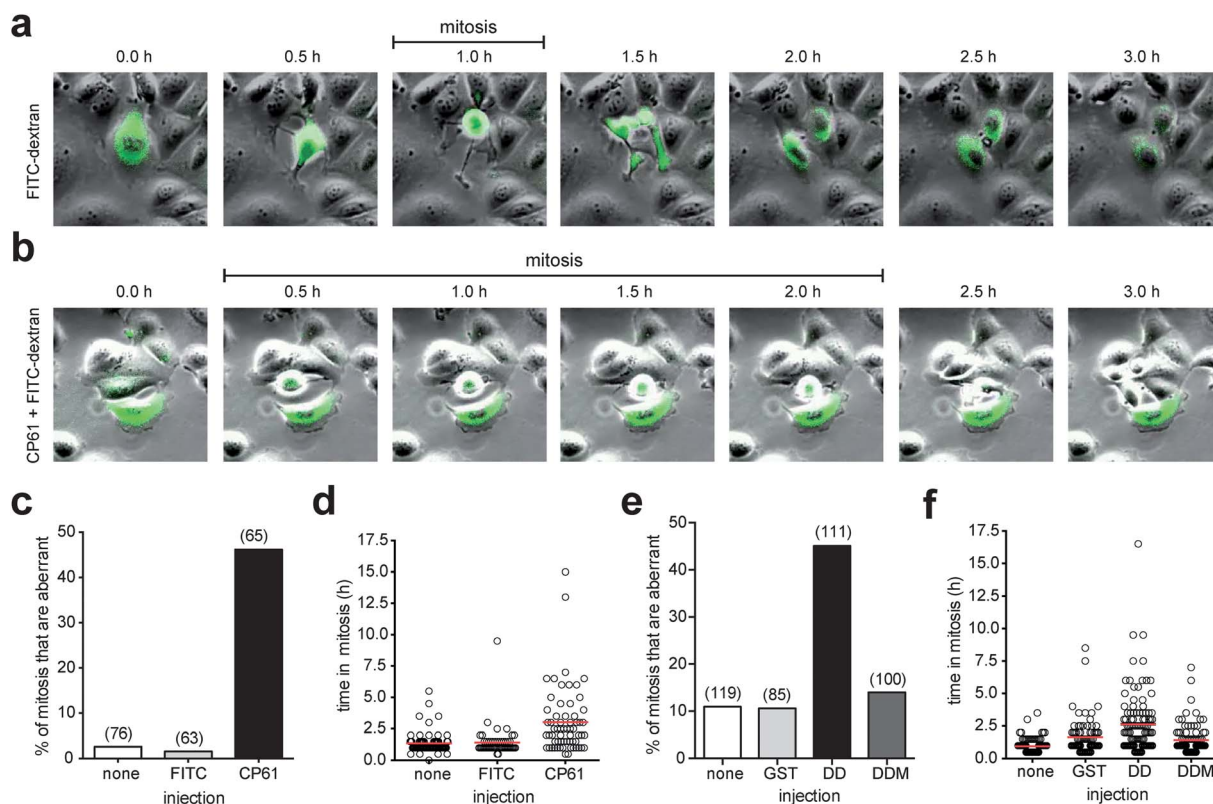 a
mitosis
0.0 h 0.5 h 1.0 h 1.5 h 2.0 h 2.5 h 3.0 h
FITC-dextran
b
mitosis
0.0 h 0.5 h 1.0 h 1.5 h 2.0 h 2.5 h 3.0 h
CP61 + FITC-dextran
c
% of mitosis that are aberrant
50
40
30
20
10
0
(76) (63) (65)
none FITC CP61
injection
d
time in mitosis (h)
17.5
15.0
12.5
10.0
7.5
5.0
2.5
0.0
none FITC CP61
injection
e
% of mitosis that are aberrant
50
40
30
20
10
0
(119) (85) (111) (100)
none GST DD DDM
injection
f
time in mitosis (h)
17.5
15.0
12.5
10.0
7.5
5.0
2.5
0.0
none GST DD DDM
injection